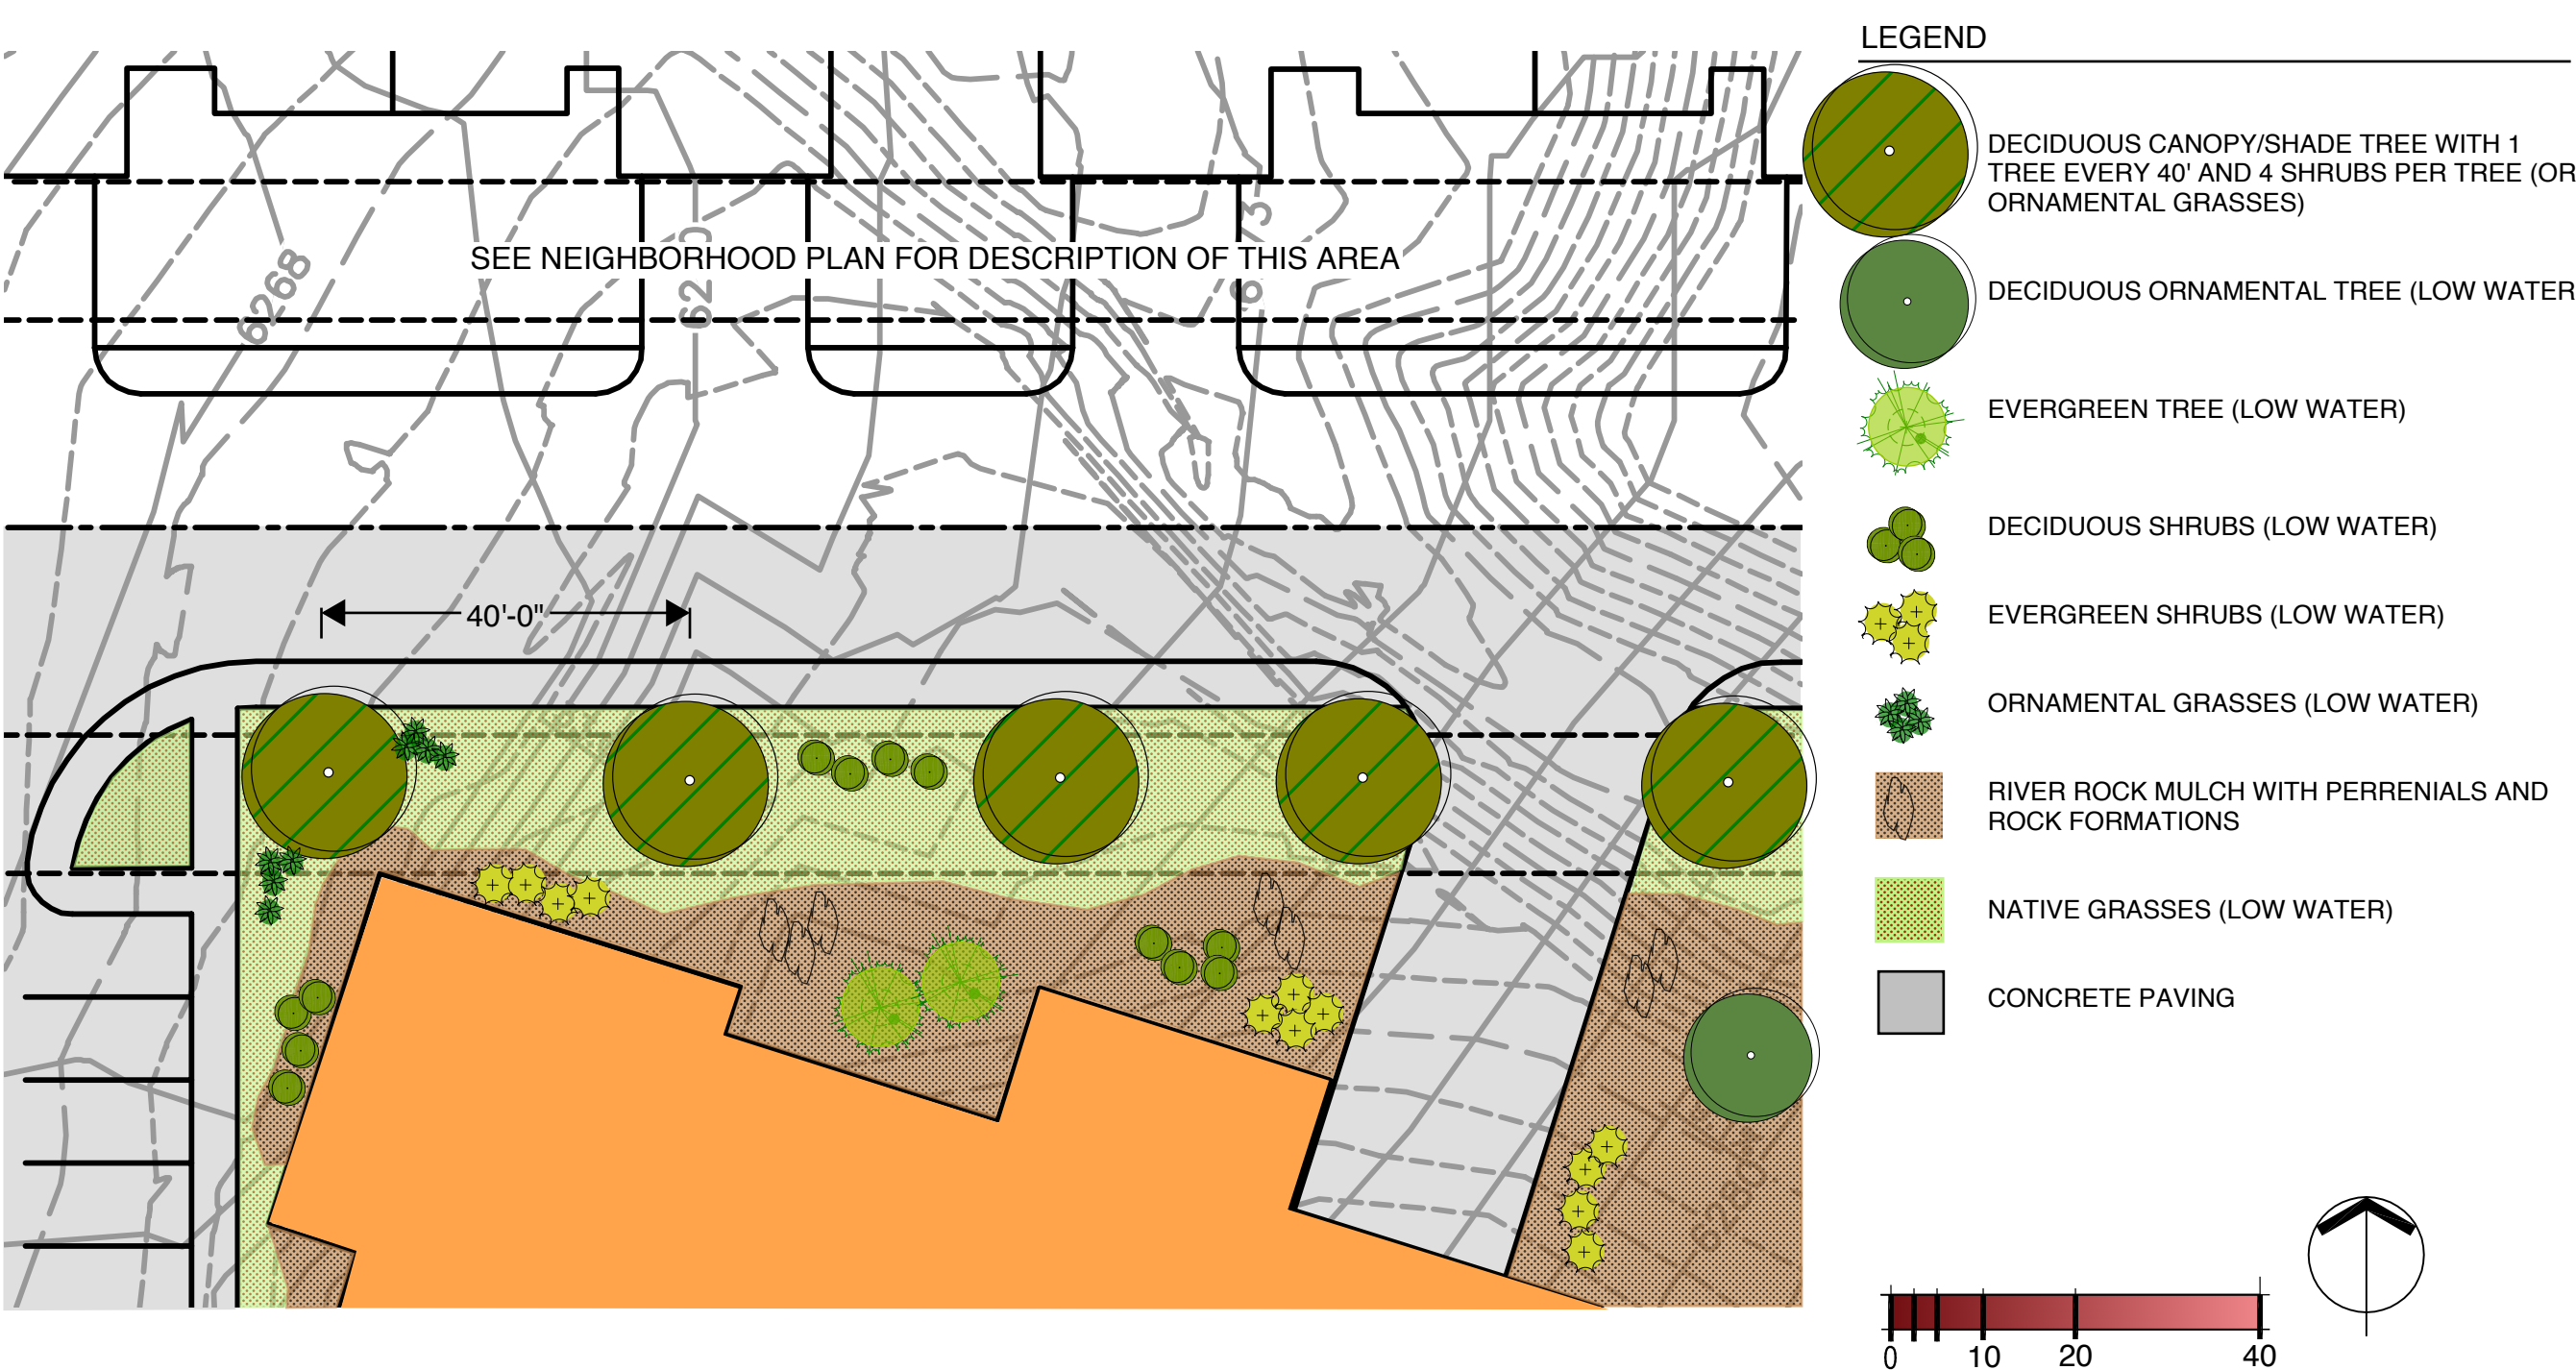 LEGEND
DECIDUOUS CANOPY/SHADE TREE WITH 1
TREE EVERY 40' AND 4 SHRUBS PER TREE (OR
ORNAMENTAL GRASSES)
DECIDUOUS ORNAMENTAL TREE (LOW WATER
EVERGREEN TREE (LOW WATER)
DECIDUOUS SHRUBS (LOW WATER)
EVERGREEN SHRUBS (LOW WATER)
ORNAMENTAL GRASSES (LOW WATER)
RIVER ROCK MULCH WITH PERRENIALS AND
ROCK FORMATIONS
NATIVE GRASSES (LOW WATER)
CONCRETE PAVING
SEE NEIGHBORHOOD PLAN FOR DESCRIPTION OF THIS AREA
6268
40'-0"
0 10 20 40